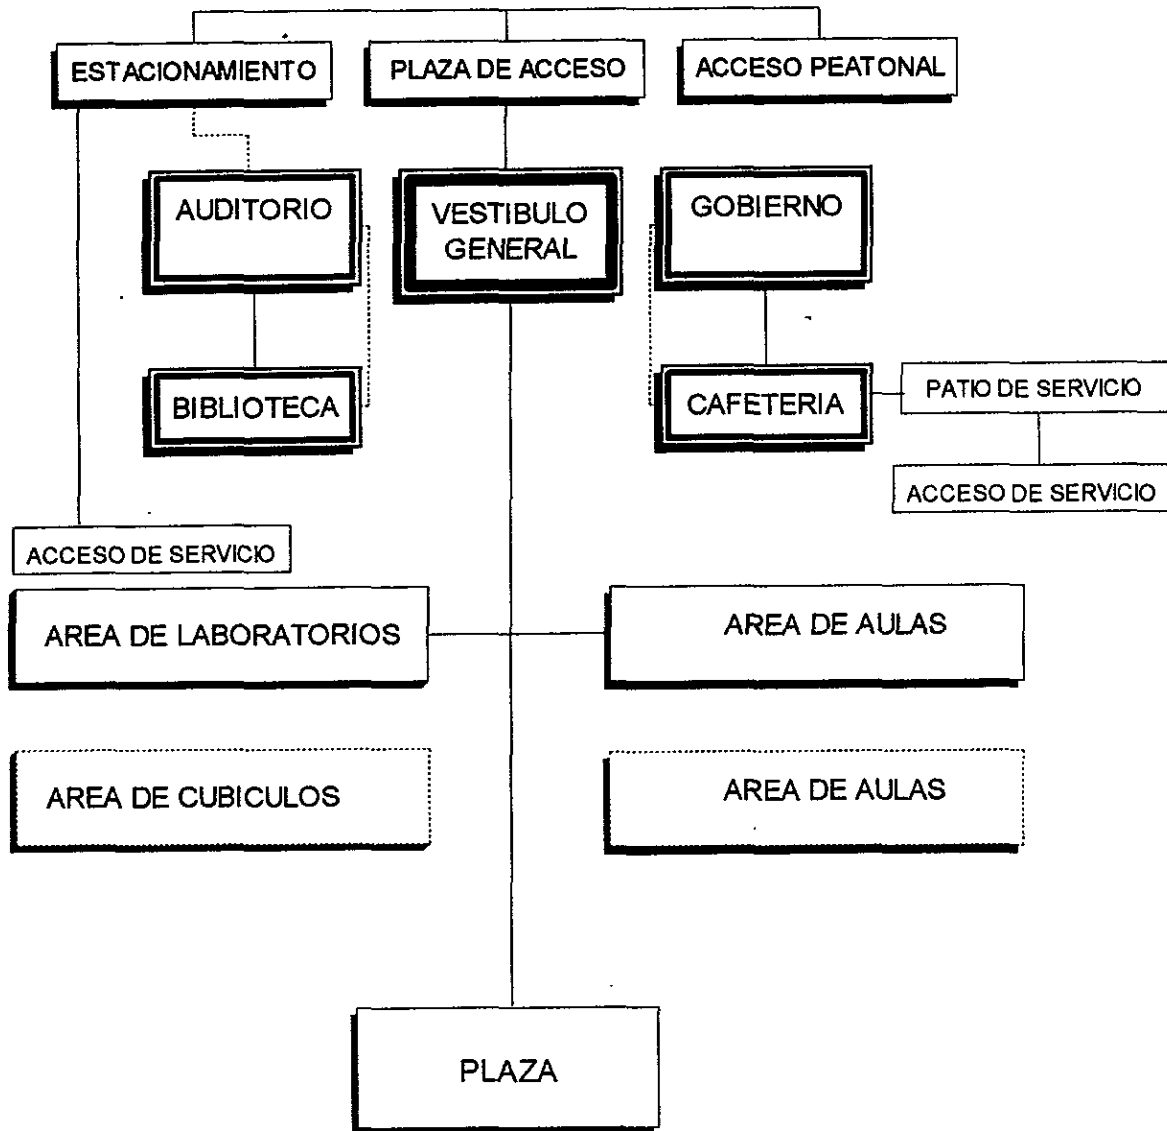 ESTACIONAMIENTO
PLAZA DE ACCESO
ACCESO PEATONAL
AUDITORIO
VESTIBULO
GENERAL
GOBIERNO
BIBLIOTECA
CAFETERIA
PATIO DE SERVICIO
ACCESO DE SERVICIO
ACCESO DE SERVICIO
AREA DE LABORATORIOS
AREA DE AULAS
AREA DE CUBICULOS
AREA DE AULAS
PLAZA